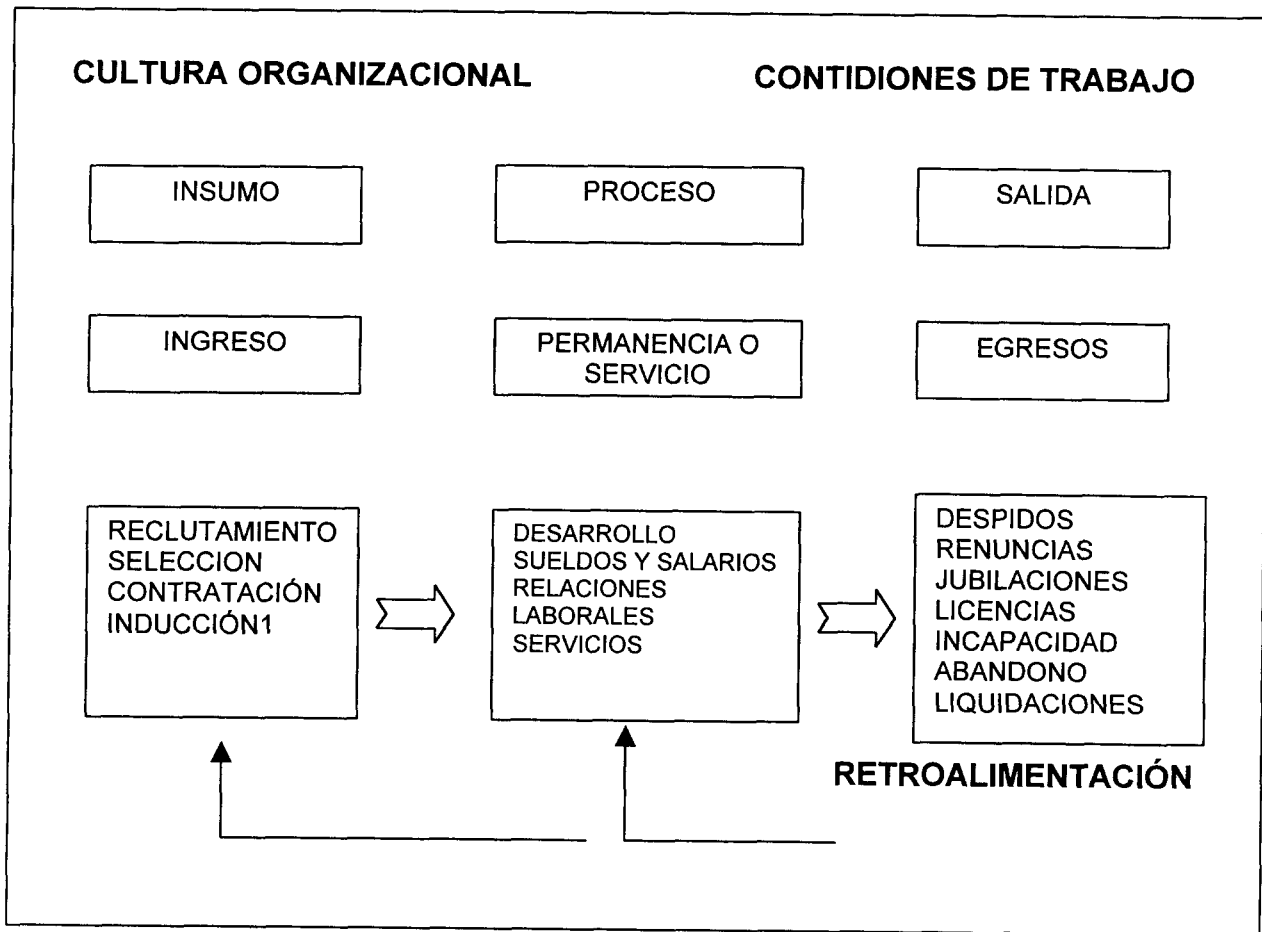 CULTURA ORGANIZACIONAL
CONTIDIONES DE TRABAJO
INSUMO
PROCESO
SALIDA
INGRESO
PERMANENCIA O
SERVICIO
EGRESOS
RECLUTAMIENTO
SELECCION
CONTRATACIÓN
INDUCCIÓN1
DESARROLLO
SUELDOS Y SALARIOS
RELACIONES
LABORALES
SERVICIOS
DESPIDOS
RENUNCIAS
JUBILACIONES
LICENCIAS
INCAPACIDAD
ABANDONO
LIQUIDACIONES
RETROALIMENTACIÓN